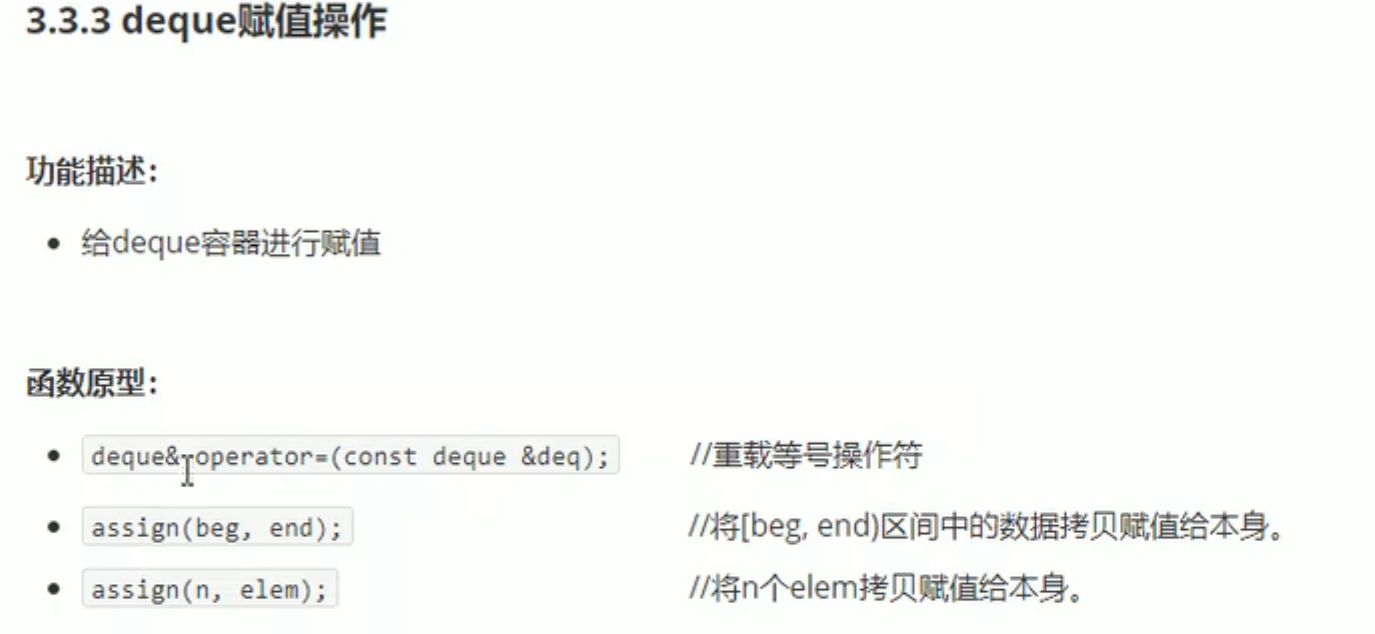 3.3.3 deque赋值操作
功能描述：
给deque容器进行赋值
函数原型：
deque& operator=(const deque &deq); //重载等号操作符
assign(beg, end); //将[beg, end)区间中的数据拷贝赋值给本身。
assign(n, elem); //将n个elem拷贝赋值给本身。